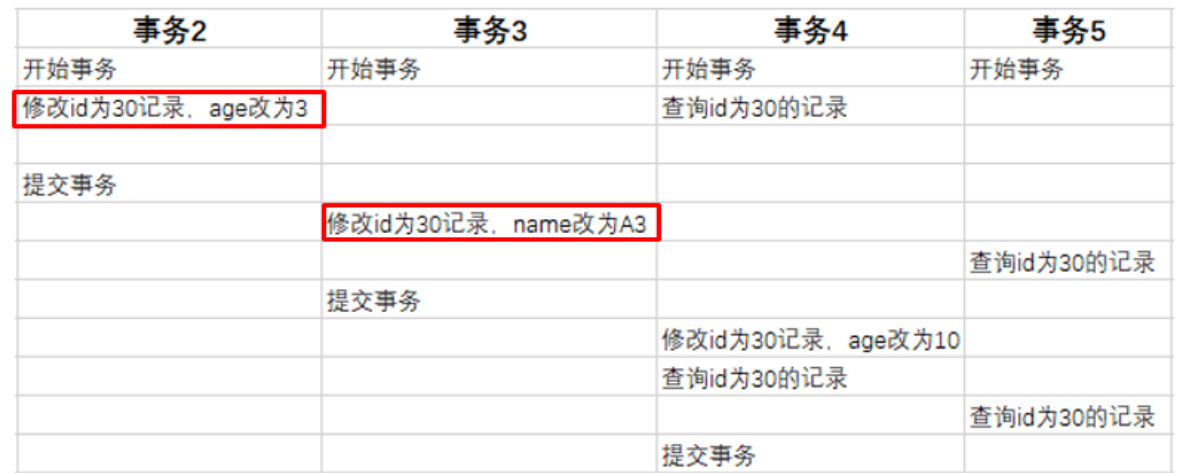 事务2 事务3 事务4 事务5
开始事务 开始事务 开始事务 开始事务
修改id为30记录，age改为3 查询id为30的记录
提交事务
修改id为30记录，name改为A3
查询id为30的记录
提交事务
修改id为30记录，age改为10
查询id为30的记录
查询id为30的记录
提交事务